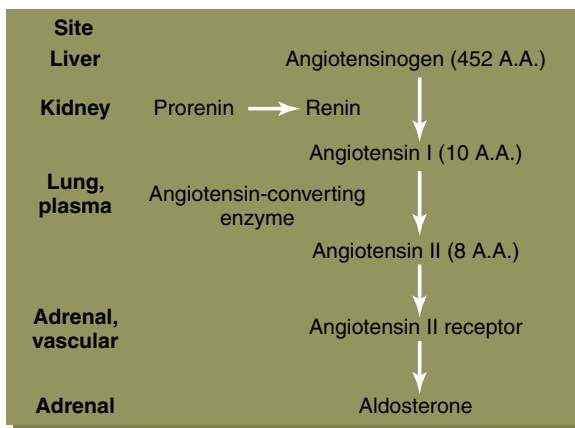 Site
Liver Angiotensinogen (452 A.A.)
Kidney Prorenin Renin
Angiotensin I (10 A.A.)
Lung,
plasma Angiotensin-converting
enzyme
Angiotensin II (8 A.A.)
Adrenal,
vascular Angiotensin II receptor
Adrenal Aldosterone